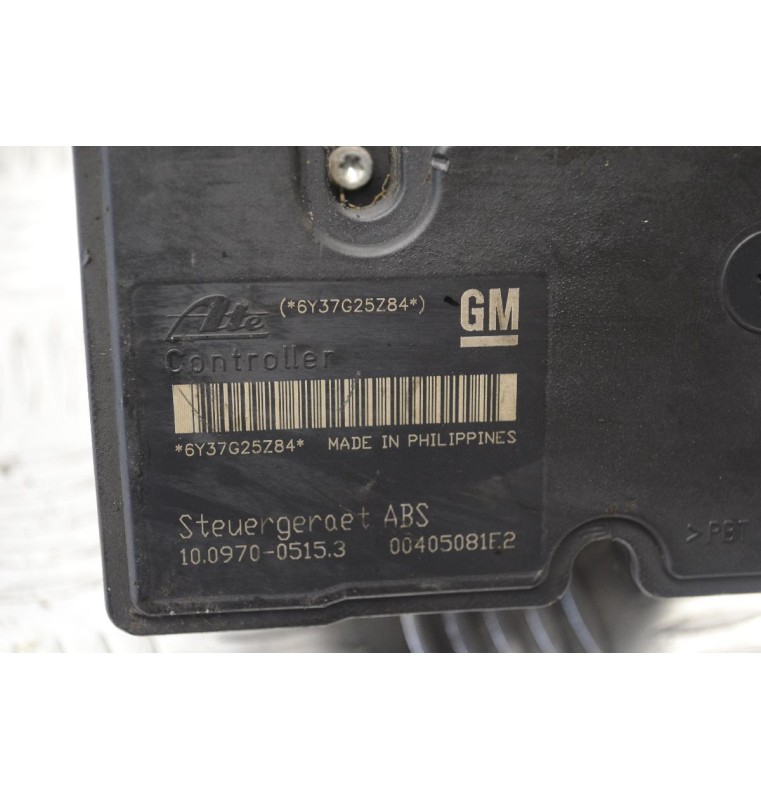 Ate (*6Y37G25Z84*) GM
Controller
*6Y37G25Z84* MADE IN PHILIPPINES
Steuergeraet ABS
10.0970-0515.3 00405081E2
>PBT